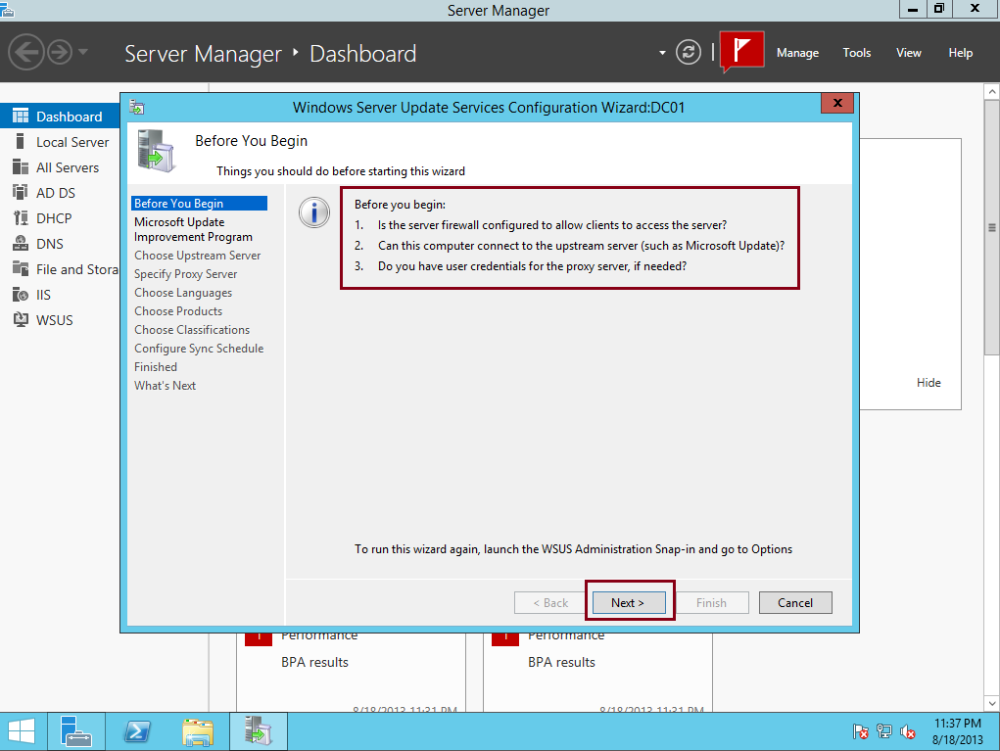 Server Manager
Server Manager • Dashboard
Manage Tools View Help
Dashboard
Local Server
All Servers
AD DS
DHCP
DNS
File and Stora
IIS
WSUS
Windows Server Update Services Configuration Wizard:DC01
Before You Begin
Things you should do before starting this wizard
Before You Begin
Microsoft Update
Improvement Program
Choose Upstream Server
Specify Proxy Server
Choose Languages
Choose Products
Choose Classifications
Configure Sync Schedule
Finished
What's Next
Before you begin:
1. Is the server firewall configured to allow clients to access the server?
2. Can this computer connect to the upstream server (such as Microsoft Update)?
3. Do you have user credentials for the proxy server, if needed?
To run this wizard again, launch the WSUS Administration Snap-in and go to Options
< Back Next > Finish Cancel
Hide
1 Performance 1 Performance
BPA results BPA results
8/18/2013 11:31 PM 8/18/2013 11:31 PM
11:37 PM
8/18/2013